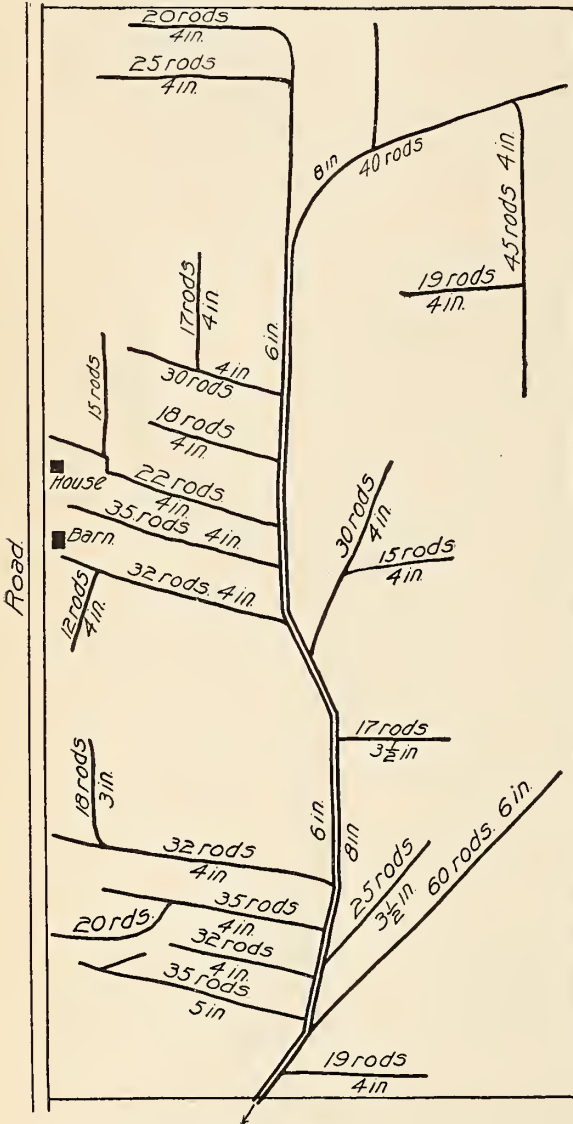 20 rods
4 in.
25 rods
4 in.
8 in
40 rods
45 rods 4 in.
19 rods
4 in.
17 rods
4 in.
6 in.
4 in
30 rods
15 rods
18 rods
4 in.
House
22 rods
4 in.
35 rods 4 in.
Barn.
30 rods
4 in.
15 rods
4 in.
32 rods. 4 in.
12 rods
4 in.
Road.
17 rods
3½ in
18 rods
3 in.
6 in.
8 in
32 rods
4 in
25 rods
3½ in.
60 rods. 6 in.
35 rods
4 in.
20 rds.
32 rods
4 in.
35 rods
5 in
19 rods
4 in